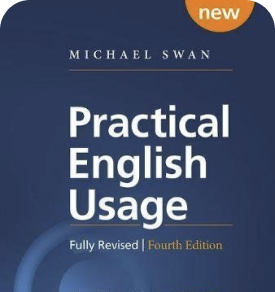 new
MICHAEL SWAN
Practical
English
Usage
Fully Revised | Fourth Edition